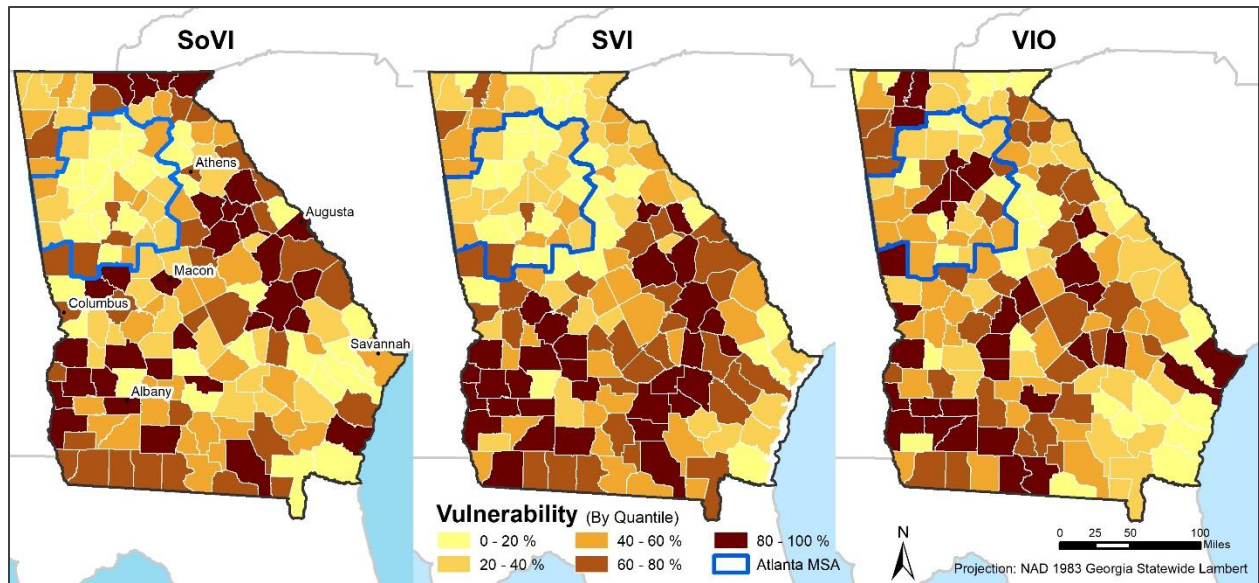 SoVI
SVI
VIO
Athens
Augusta
Macon
Columbus
Savannah
Albany
Vulnerability (By Quantile)
0 - 20 %
40 - 60 %
80 - 100 %
20 - 40 %
60 - 80 %
Atlanta MSA
N
0 25 50 100
Miles
Projection: NAD 1983 Georgia Statewide Lambert